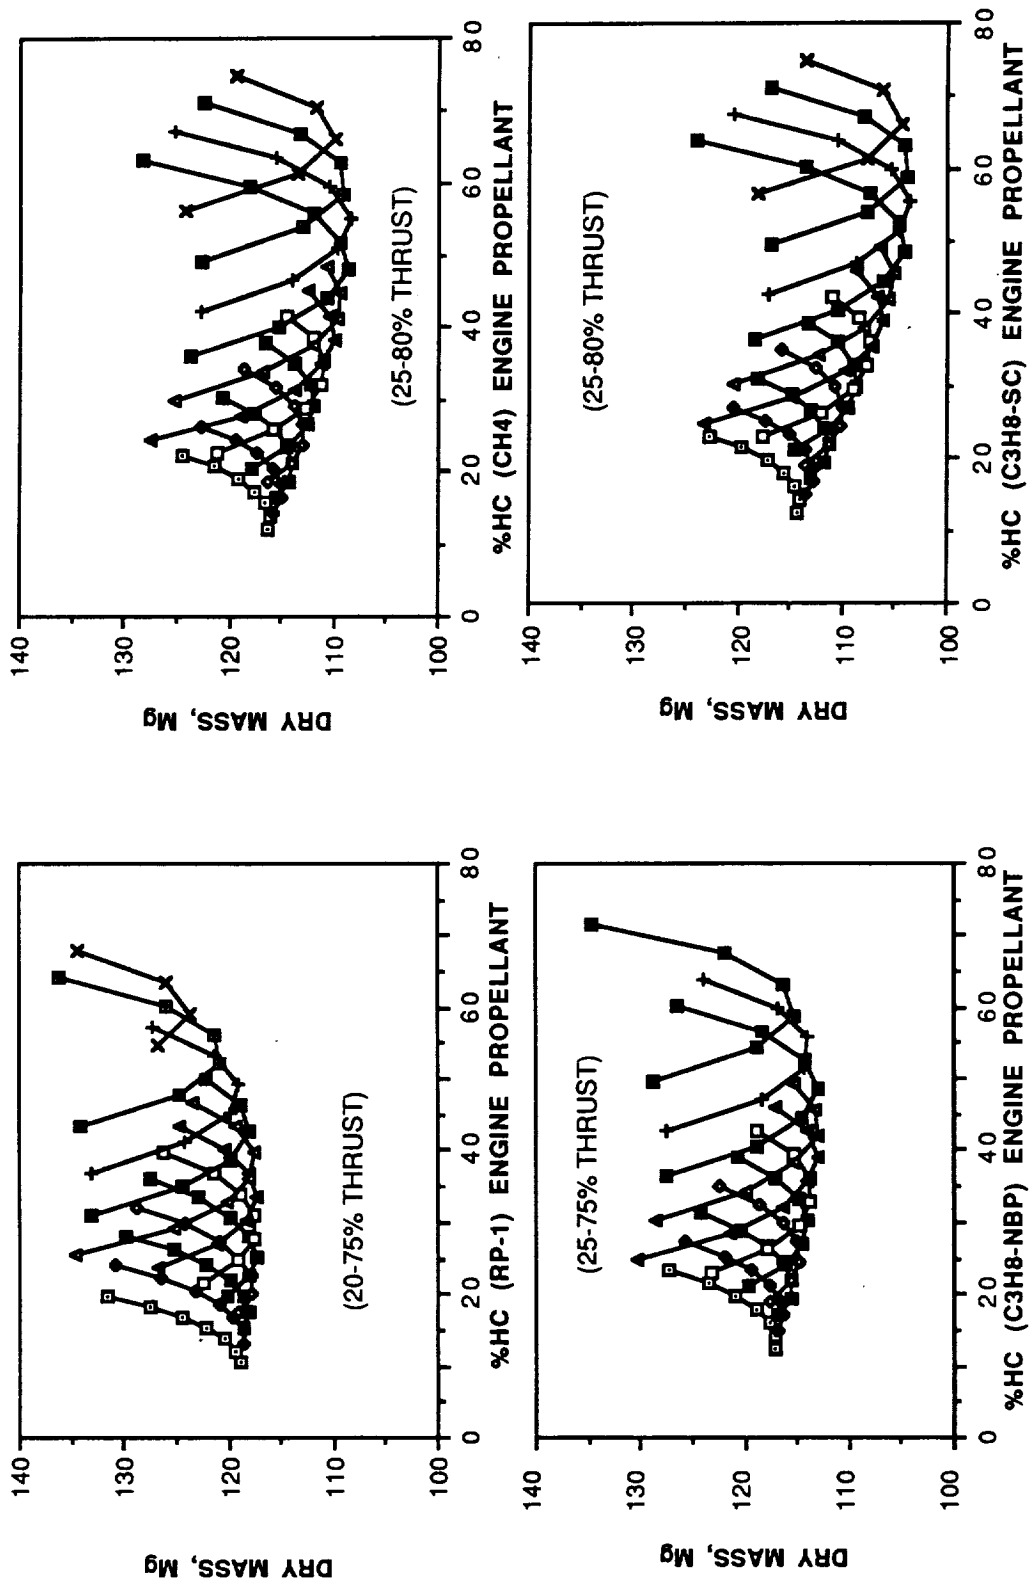 DRY MASS, Mg
140
130
120
110
100
(20-75% THRUST)
0 20 40 60 80
%HC (RP-1) ENGINE PROPELLANT
DRY MASS, Mg
140
130
120
110
100
(25-80% THRUST)
0 20 40 60 80
%HC (CH4) ENGINE PROPELLANT
DRY MASS, Mg
140
130
120
110
100
(25-75% THRUST)
0 20 40 60 80
%HC (C3H8-NBP) ENGINE PROPELLANT
DRY MASS, Mg
140
130
120
110
100
(25-80% THRUST)
0 20 40 60 80
%HC (C3H8-SC) ENGINE PROPELLANT